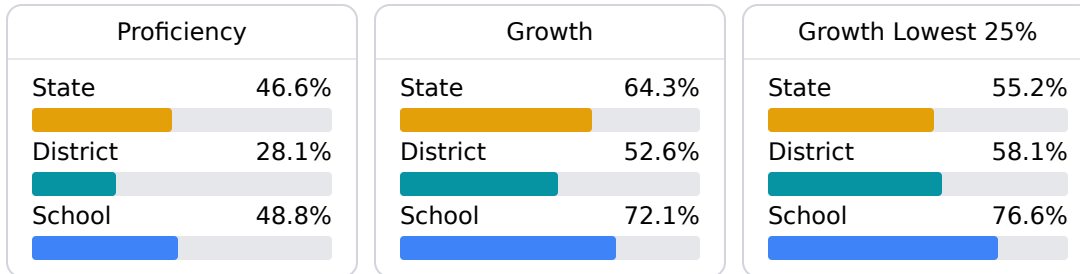 Proficiency
State 46.6%
District 28.1%
School 48.8%
Growth
State 64.3%
District 52.6%
School 72.1%
Growth Lowest 25%
State 55.2%
District 58.1%
School 76.6%